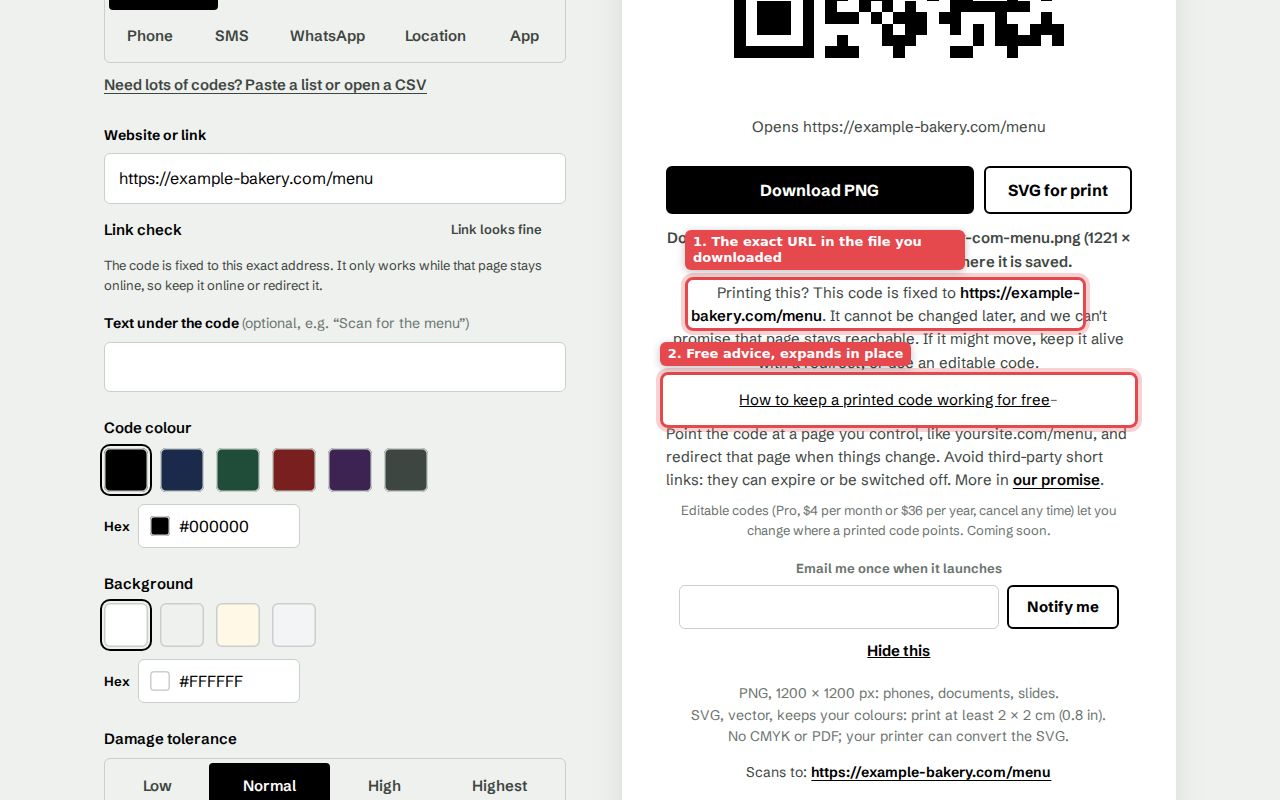 Phone SMS WhatsApp Location App
Need lots of codes? Paste a list or open a CSV
Website or link
https://example-bakery.com/menu
Link check Link looks fine
The code is fixed to this exact address. It only works while that page stays
online, so keep it online or redirect it.
Text under the code (optional, e.g. “Scan for the menu”)
Code colour
Hex #000000
Background
Hex #FFFFFF
Damage tolerance
Low Normal High Highest
Opens https://example-bakery.com/menu
Download PNG SVG for print
-com-menu.png (1221 ×
where it is saved.
1. The exact URL in the file you
downloaded
Printing this? This code is fixed to https://example-
bakery.com/menu. It cannot be changed later, and we can't
promise that page stays reachable. If it might move, keep it alive
with a redirect, or use an editable code.
2. Free advice, expands in place
How to keep a printed code working for free–
Point the code at a page you control, like yoursite.com/menu, and
redirect that page when things change. Avoid third-party short
links: they can expire or be switched off. More in our promise.
Editable codes (Pro, $4 per month or $36 per year, cancel any time) let you
change where a printed code points. Coming soon.
Email me once when it launches
Notify me
Hide this
PNG, 1200 × 1200 px: phones, documents, slides.
SVG, vector, keeps your colours: print at least 2 × 2 cm (0.8 in).
No CMYK or PDF; your printer can convert the SVG.
Scans to: https://example-bakery.com/menu